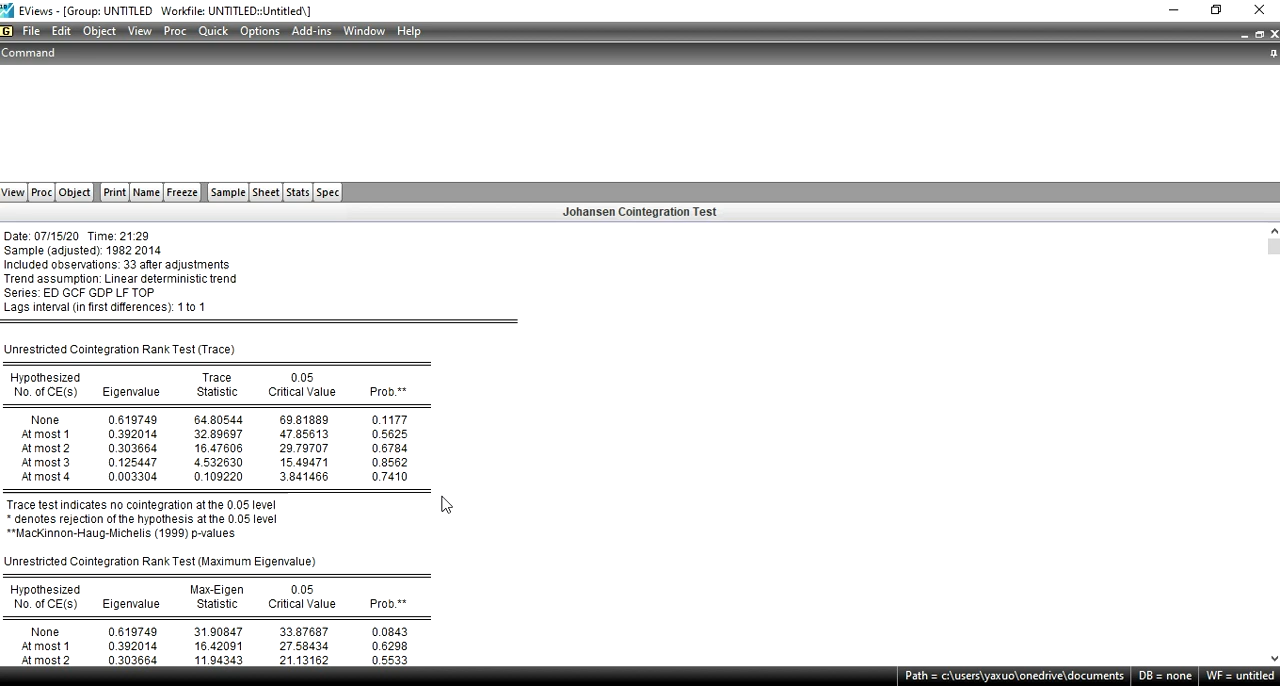 EViews - [Group: UNTITLED Workfile: UNTITLED::Untitled\]
File Edit Object View Proc Quick Options Add-ins Window Help
Command
View Proc Object Print Name Freeze Sample Sheet Stats Spec
Johansen Cointegration Test
Date: 07/15/20 Time: 21:29
Sample (adjusted): 1982 2014
Included observations: 33 after adjustments
Trend assumption: Linear deterministic trend
Series: ED GCF GDP LF TOP
Lags interval (in first differences): 1 to 1
Unrestricted Cointegration Rank Test (Trace)
Hypothesized Trace 0.05
No. of CE(s) Eigenvalue Statistic Critical Value Prob.**
None 0.619749 64.80544 69.81889 0.1177
At most 1 0.392014 32.89697 47.85613 0.5625
At most 2 0.303664 16.47606 29.79707 0.6784
At most 3 0.125447 4.532630 15.49471 0.8562
At most 4 0.003304 0.109220 3.841466 0.7410
Trace test indicates no cointegration at the 0.05 level
* denotes rejection of the hypothesis at the 0.05 level
**MacKinnon-Haug-Michelis (1999) p-values
Unrestricted Cointegration Rank Test (Maximum Eigenvalue)
Hypothesized Max-Eigen 0.05
No. of CE(s) Eigenvalue Statistic Critical Value Prob.**
None 0.619749 31.90847 33.87687 0.0843
At most 1 0.392014 16.42091 27.58434 0.6298
At most 2 0.303664 11.94343 21.13162 0.5533
Path = c:\users\yaxuo\onedrive\documents DB = none WF = untitled